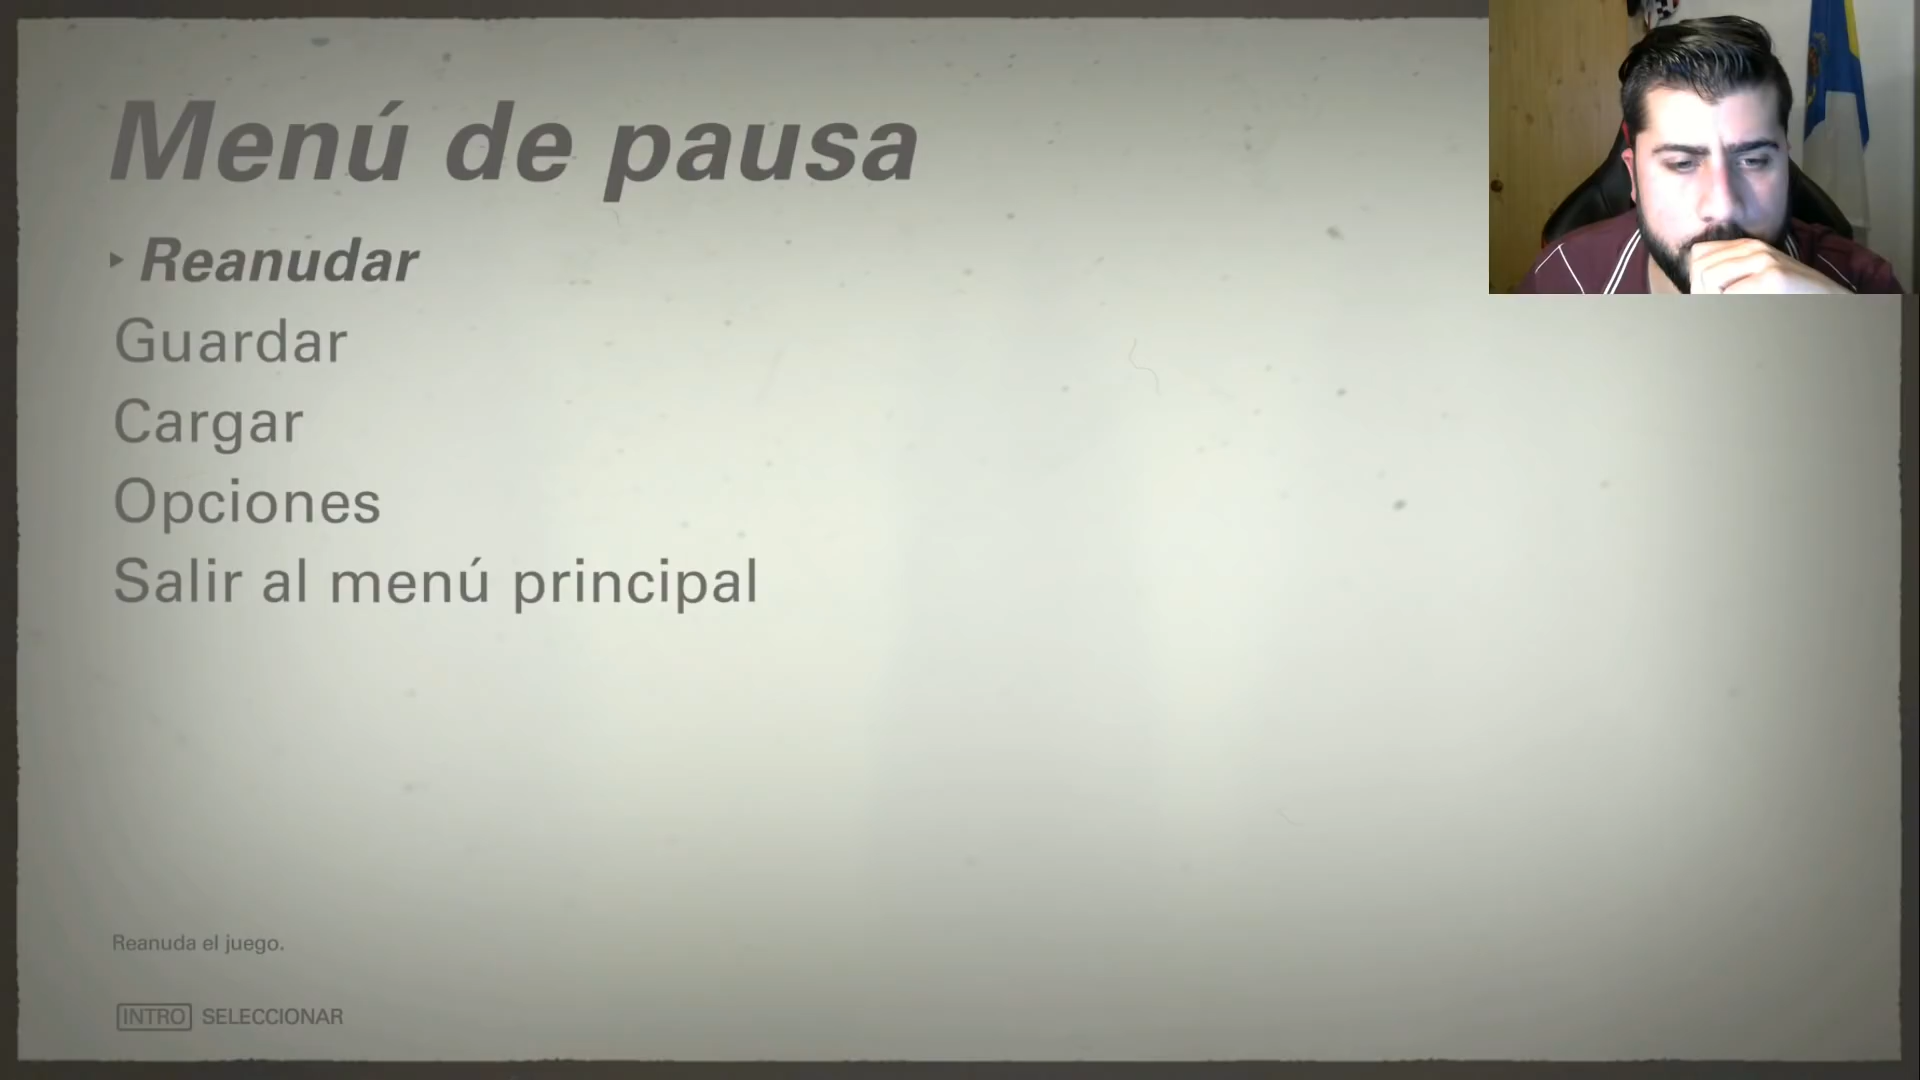 Menú de pausa
Reanudar
Guardar
Cargar
Opciones
Salir al menú principal
Reanuda el juego.
INTRO SELECCIONAR